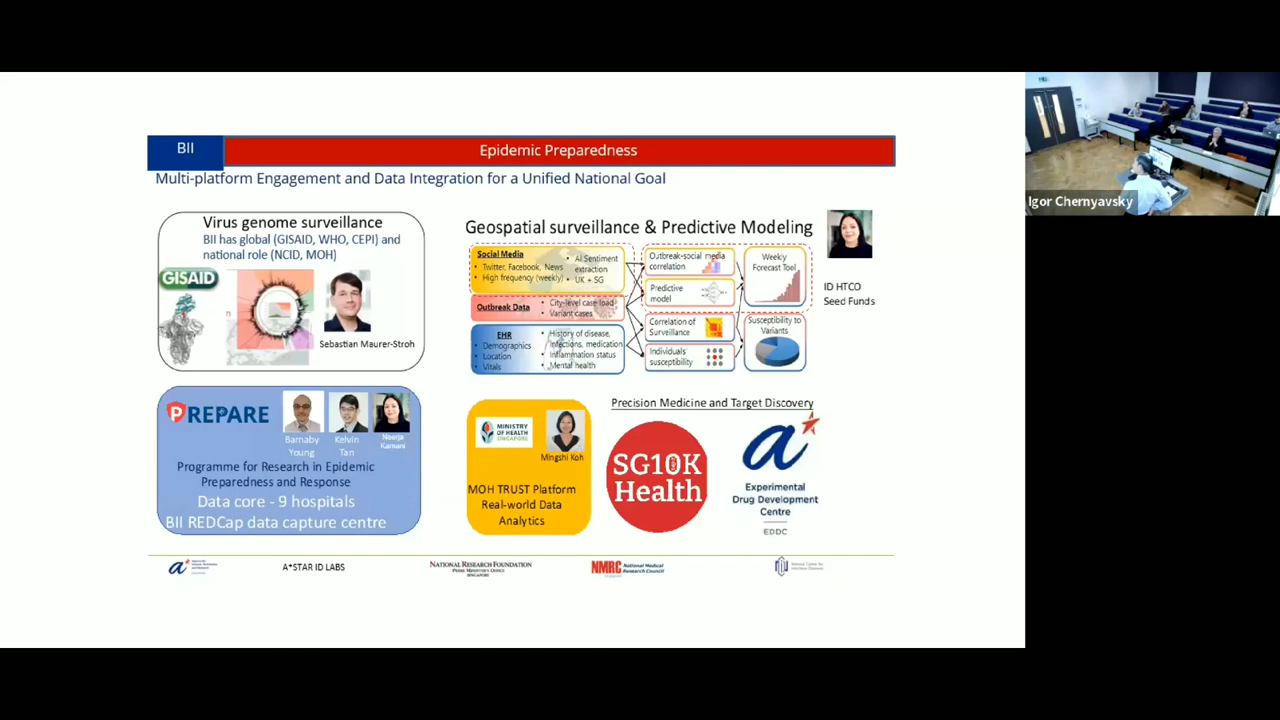 BII
Epidemic Preparedness
Multi-platform Engagement and Data Integration for a Unified National Goal
Virus genome surveillance
BII has global (GISAID, WHO, CEPI) and
national role (NCID, MOH)
GISAID
Sebastian Maurer-Stroh
Geospatial surveillance & Predictive Modeling
Social Media
• Twitter, Facebook, News
• High frequency (weekly)
• AI Sentiment
extraction
• UK + SG
Outbreak Data
• City-level case load
• Variant cases
EHR
• Demographics
• Location
• Vitals
• History of disease,
Infections, medication
• Inflammation status
• Mental health
Outbreak-social media
correlation
Predictive
model
Correlation of
Surveillance
Individuals'
susceptibility
Weekly
Forecast Tool
Susceptibility to
Variants
ID HTCO
Seed Funds
PREPARE
Barnaby
Young
Kelvin
Tan
Neerja
Karnani
Programme for Research in Epidemic
Preparedness and Response
Data core - 9 hospitals
BII REDCap data capture centre
MINISTRY
OF HEALTH
SINGAPORE
Mingshi Koh
MOH TRUST Platform
Real-world Data
Analytics
Precision Medicine and Target Discovery
SG10K
Health
Experimental
Drug Development
Centre
EDDC
A*STAR ID LABS
NATIONAL RESEARCH FOUNDATION
PRIME MINISTER'S OFFICE
SINGAPORE
NMRC National Medical
Research Council
Igor Chernyavsky